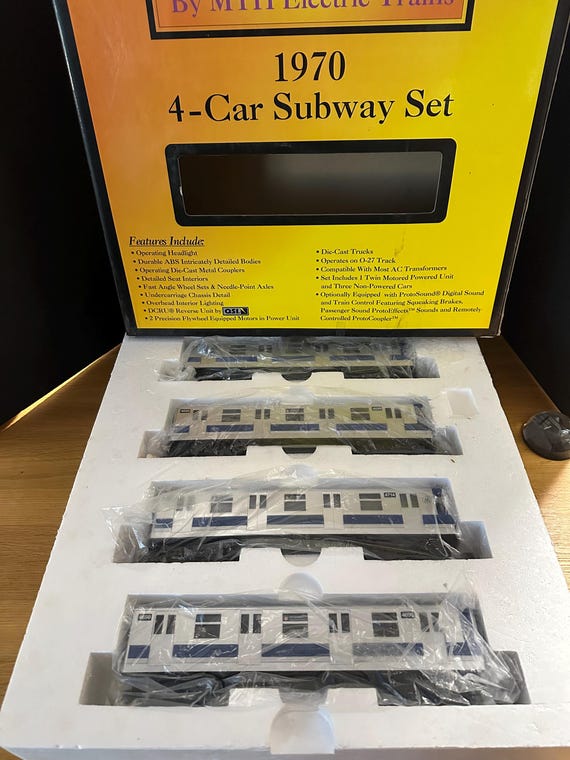 By MTH Electric Trains
1970
4-Car Subway Set
Features Include:
• Operating Headlight
• Durable ABS Intricately Detailed Bodies
• Operating Die-Cast Metal Couplers
• Detailed Seat Interiors
• Fast Angle Wheel Sets & Needle-Point Axles
• Undercarriage Chassis Detail
• Overhead Interior Lighting
• DCRU® Reverse Unit by QSI
• 2 Precision Flywheel Equipped Motors in Power Unit
• Die-Cast Trucks
• Operates on O-27 Track
• Compatible With Most AC Transformers
• Set Includes 1 Twin Motored Powered Unit
and Three Non-Powered Cars
• Optionally Equipped with ProtoSound® Digital Sound
and Train Control Featuring Squeaking Brakes,
Passenger Sound ProtoEffects™ Sounds and Remotely
Controlled ProtoCoupler™